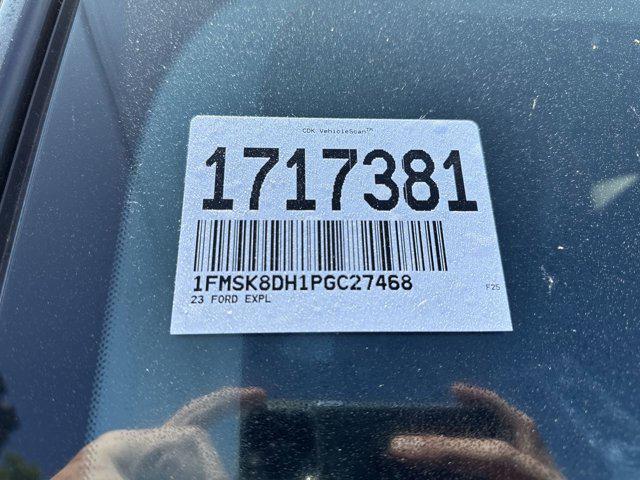 CDK VehicleScan™
1717381
1FMSK8DH1PGC27468
23 FORD EXPL
F25